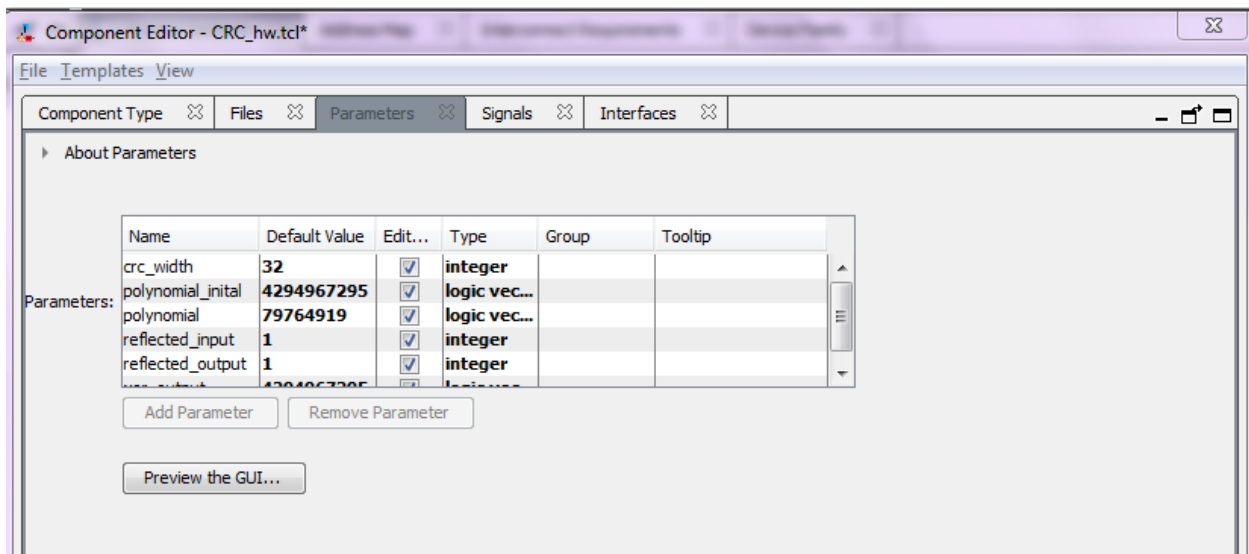 Component Editor - CRC_hw.tcl*
File Templates View
Component Type Files Parameters Signals Interfaces
About Parameters
Name Default Value Edit... Type Group Tooltip
crc_width 32 integer
polynomial_inital 4294967295 logic vec...
Parameters:
polynomial 79764919 logic vec...
reflected_input 1 integer
reflected_output 1 integer
Add Parameter Remove Parameter
Preview the GUI...